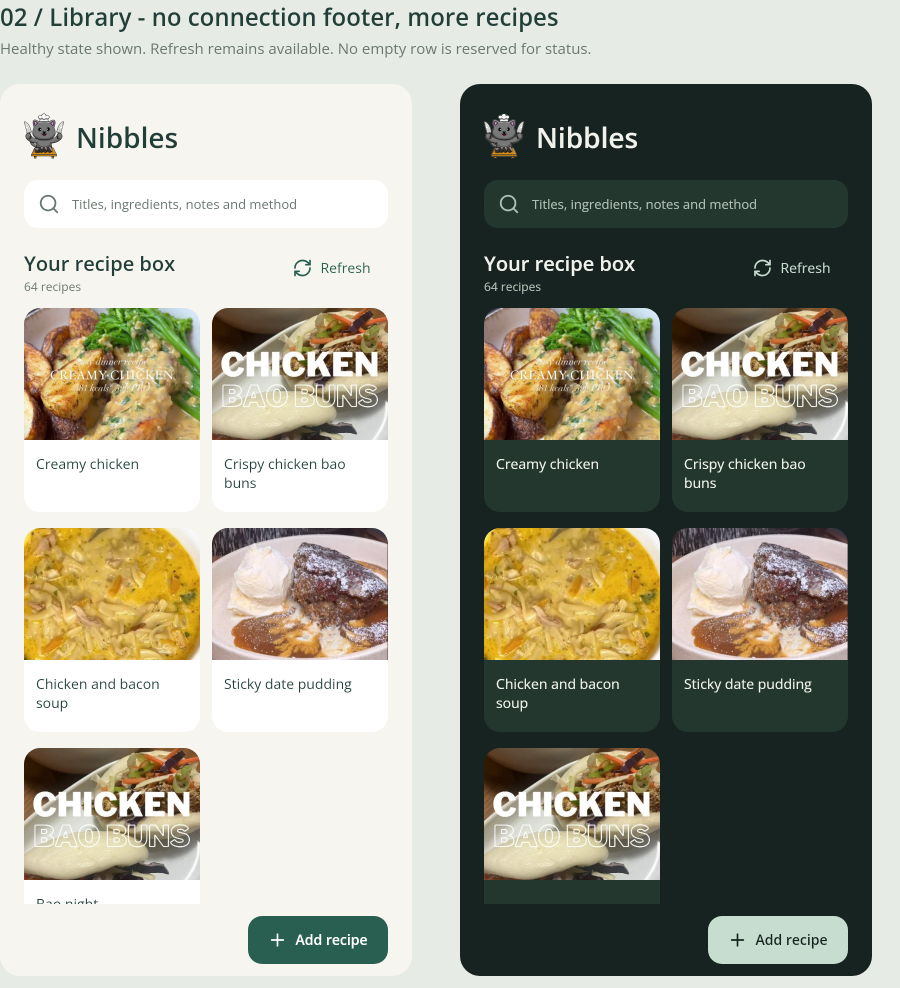 02 / Library - no connection footer, more recipes
Healthy state shown. Refresh remains available. No empty row is reserved for status.
Nibbles
Titles, ingredients, notes and method
Your recipe box
Refresh
64 recipes
CREAMY CHICKEN
CHICKEN
BAO BUNS
Creamy chicken
Crispy chicken bao
buns
Chicken and bacon
soup
Sticky date pudding
CHICKEN
BAO BUNS
Bao night
Add recipe
Nibbles
Titles, ingredients, notes and method
Your recipe box
Refresh
64 recipes
CREAMY CHICKEN
CHICKEN
BAO BUNS
Creamy chicken
Crispy chicken bao
buns
Chicken and bacon
soup
Sticky date pudding
CHICKEN
BAO BUNS
Add recipe